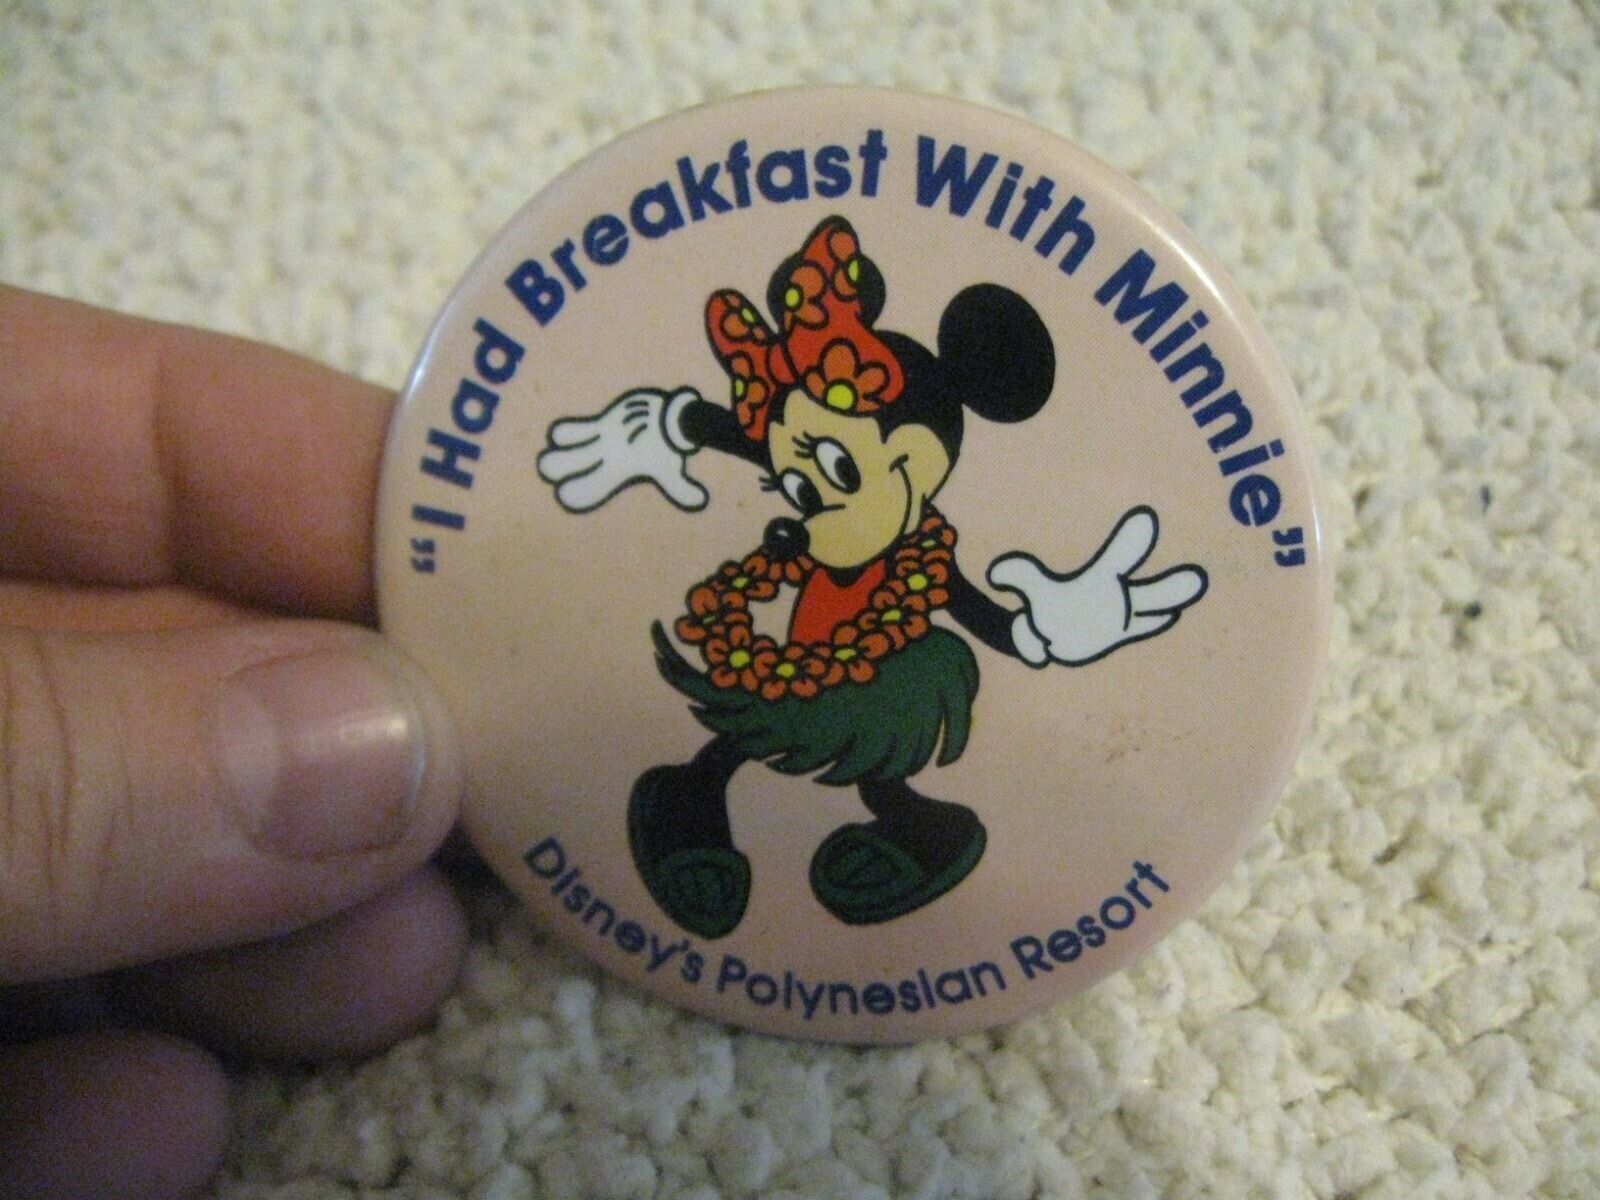 “I Had Breakfast With Minnie”
Disney's Polynesian Resort